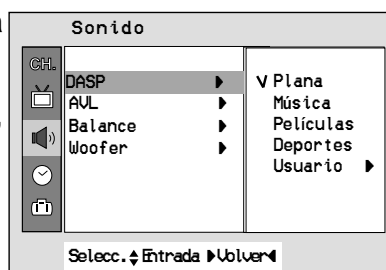 Sonido
CH.
DASP
AVL
Balance
Woofer
Plana
Música
Películas
Deportes
Usuario
Selecc. Entrada Volver